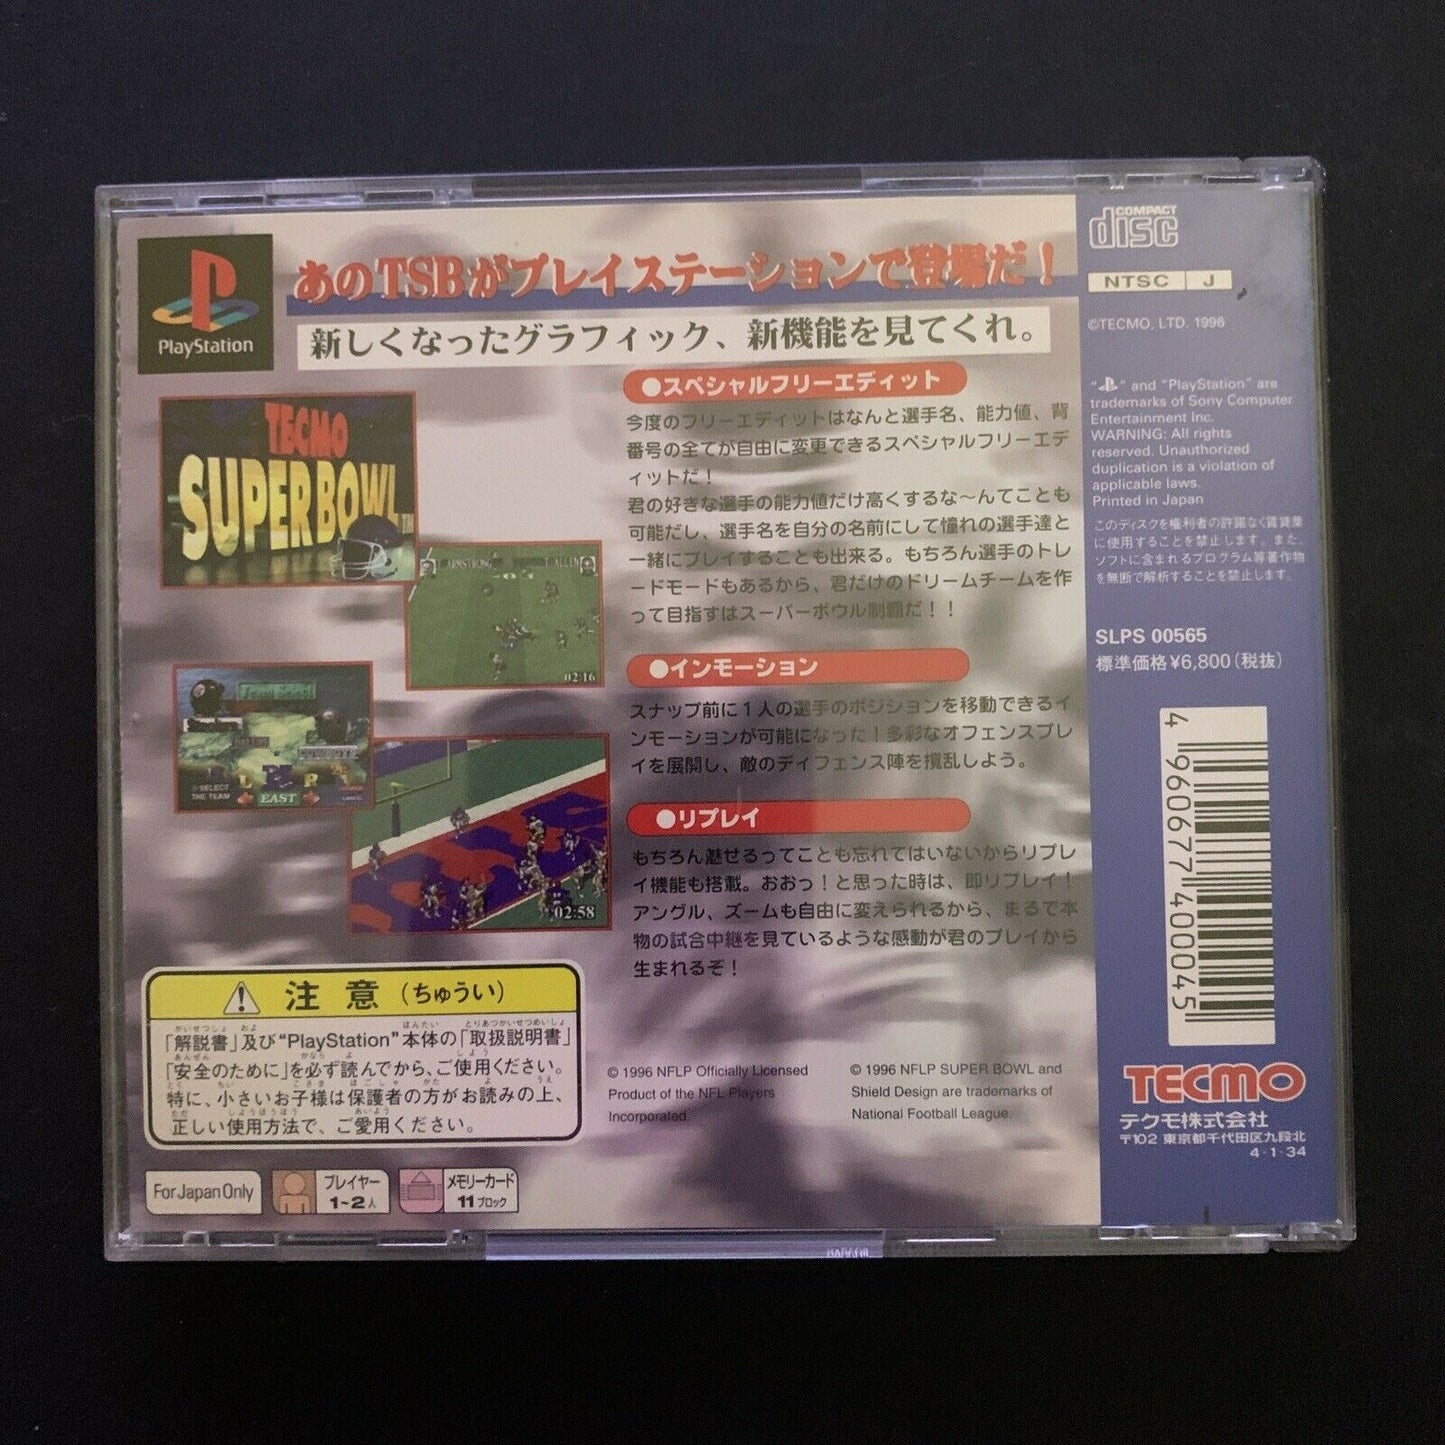 PlayStation
あのTSBがプレイステーションで登場だ!
新しくなったグラフィック、新機能を見てくれ。
TECMO
SUPER BOWL
ARMSTRONG
ALLEN
02:16
Team Select
SELECT
THE TEAM
EAST
02:58
●スペシャルフリーエディット
今度のフリーエディットはなんと選手名、能力値、背
番号の全てが自由に変更できるスペシャルフリーエデ
ィットだ!
君の好きな選手の能力値だけ高くするな〜んてことも
可能だし、選手名を自分の名前にして憧れの選手達と
一緒にプレイすることも出来る。もちろん選手のトレ
ードモードもあるから、君だけのドリームチームを作
って目指すはスーパーボウル制覇だ!!
●インモーション
スナップ前に1人の選手のポジションを移動できるイ
ンモーションが可能になった!多彩なオフェンスプレ
イを展開し、敵のディフェンス陣を撹乱しよう。
●リプレイ
もちろん魅せるってことも忘れてはいないからリプレ
イ機能も搭載。おおっ!と思った時は、即リプレイ!
アングル、ズームも自由に変えられるから、まるで本
物の試合中継を見ているような感動が君のプレイから
生まれるぞ!
注意(ちゅうい)
「解説書」及び“PlayStation”本体の「取扱説明書」
「安全のために」を必ず読んでから、ご使用ください。
特に、小さいお子様は保護者の方がお読みの上、
正しい使用方法で、ご愛用ください。
© 1996 NFLP Officially Licensed
Product of the NFL Players
Incorporated.
© 1996 NFLP SUPER BOWL and
Shield Design are trademarks of
National Football League.
For Japan Only
プレイヤー
1~2人
メモリーカード
11ブロック
COMPACT
disc
NTSC J
©TECMO, LTD. 1996
“ ” and “PlayStation” are
trademarks of Sony Computer
Entertainment Inc.
WARNING: All rights
reserved. Unauthorized
duplication is a violation of
applicable laws.
Printed in Japan
このディスクを権利者の許諾なく賃貸業
に使用することを禁止します。また、
ソフトに含まれるプログラム等著作物
を無断で解析することを禁止します。
SLPS 00565
標準価格¥6,800(税抜)
4 960677 400045
TECMO
テクモ株式会社
〒102 東京都千代田区九段北
4-1-34